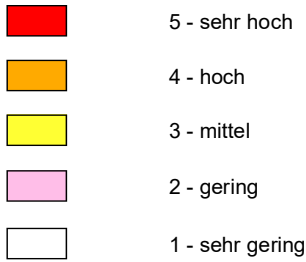 5 - sehr hoch
4 - hoch
3 - mittel
2 - gering
1 - sehr gering